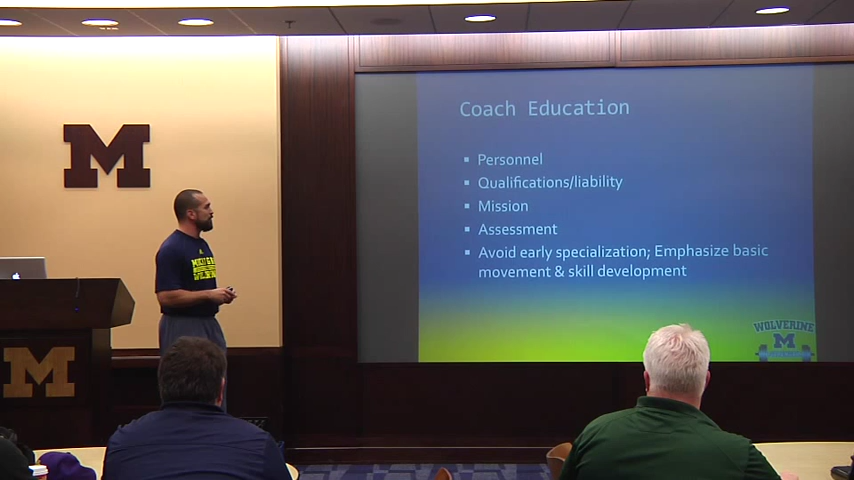 M
M
Coach Education
Personnel
Qualifications/liability
Mission
Assessment
Avoid early specialization; Emphasize basic
movement & skill development
WOLVERINE
M